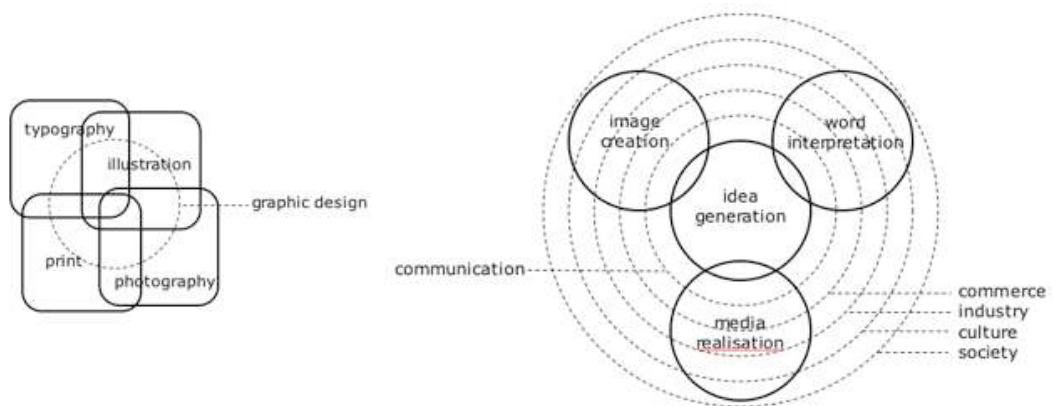 typography
illustration
graphic design
print
photography
image
creation
word
interpretation
idea
generation
communication
media
realisation
commerce
industry
culture
society